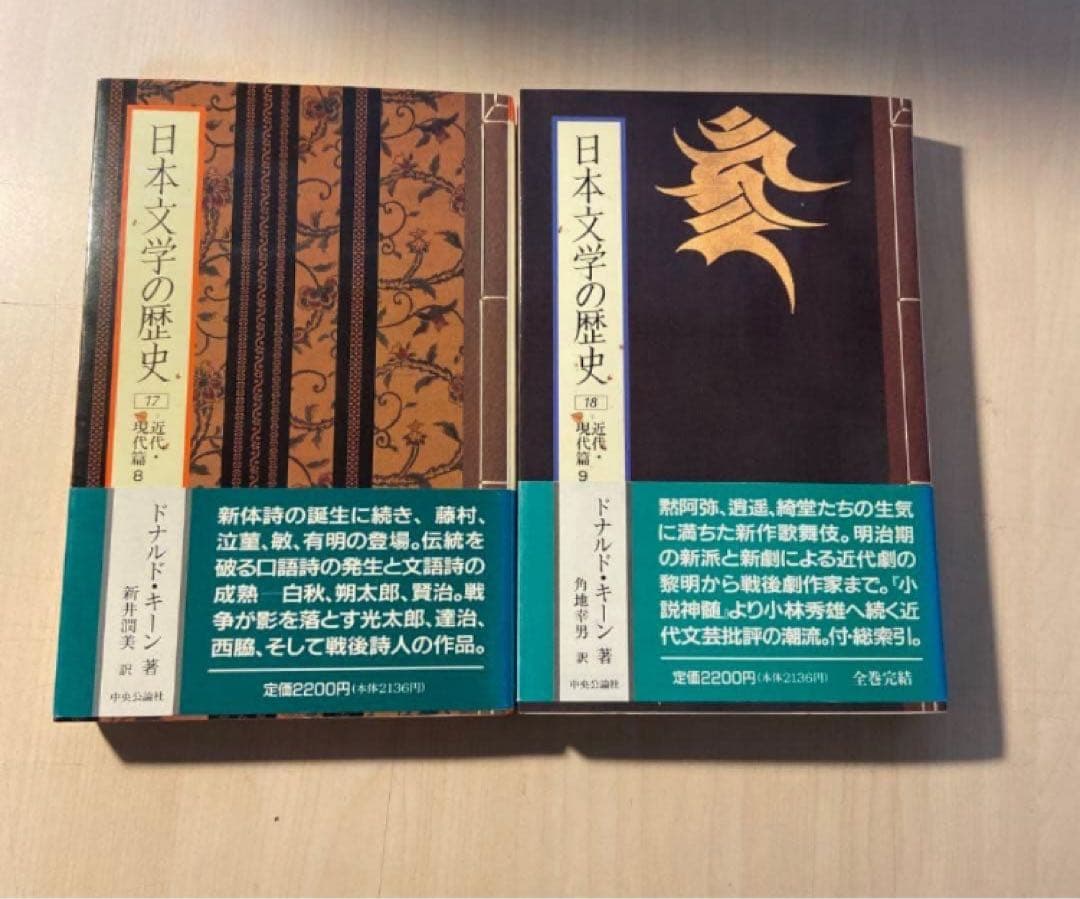 日本文学の歴史
17
近代・
現代篇 8
ドナルド・キーン 著
新井潤美 訳
中央公論社
新体詩の誕生に続き、藤村、
泣菫、敏、有明の登場。伝統を
破る口語詩の発生と文語詩の
成熟―白秋、朔太郎、賢治。戦
争が影を落とす光太郎、達治、
西脇、そして戦後詩人の作品。
定価2200円(本体2136円)
日本文学の歴史
18
近代・
現代篇 9
ドナルド・キーン 著
角地幸男 訳
中央公論社
黙阿弥、逍遥、綺堂たちの生気
に満ちた新作歌舞伎。明治期
の新派と新劇による近代劇の
黎明から戦後劇作家まで。『小
説神髄』より小林秀雄へ続く近
代文芸批評の潮流。付・総索引。
定価2200円(本体2136円) 全巻完結